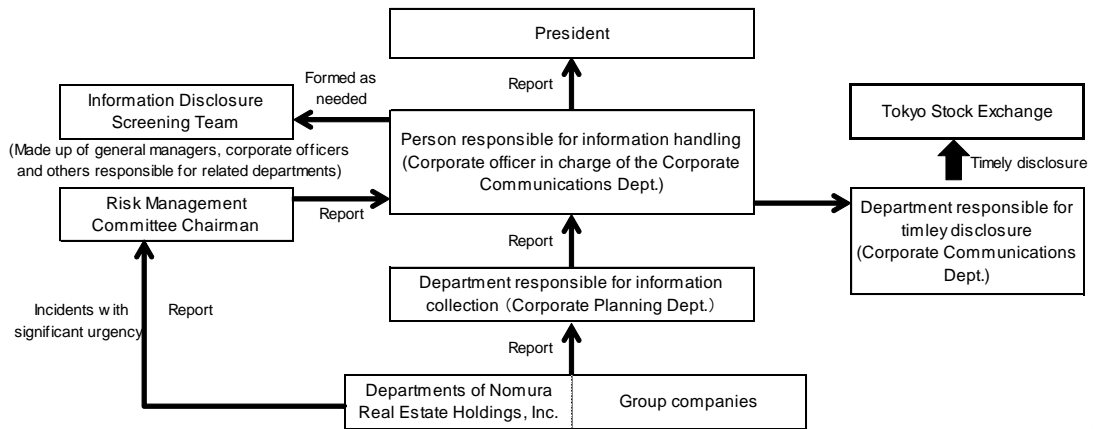 President
Report
Formed as
needed
Information Disclosure
Screening Team
(Made up of general managers, corporate officers
and others responsible for related departments)
Person responsible for information handling
(Corporate officer in charge of the Corporate
Communications Dept.)
Tokyo Stock Exchange
Timely disclosure
Risk Management
Committee Chairman
Report
Department responsible for
timley disclosure
(Corporate Communications
Dept.)
Report
Department responsible for information
collection (Corporate Planning Dept.)
Incidents with
significant urgency
Report
Report
Departments of Nomura
Real Estate Holdings, Inc.
Group companies